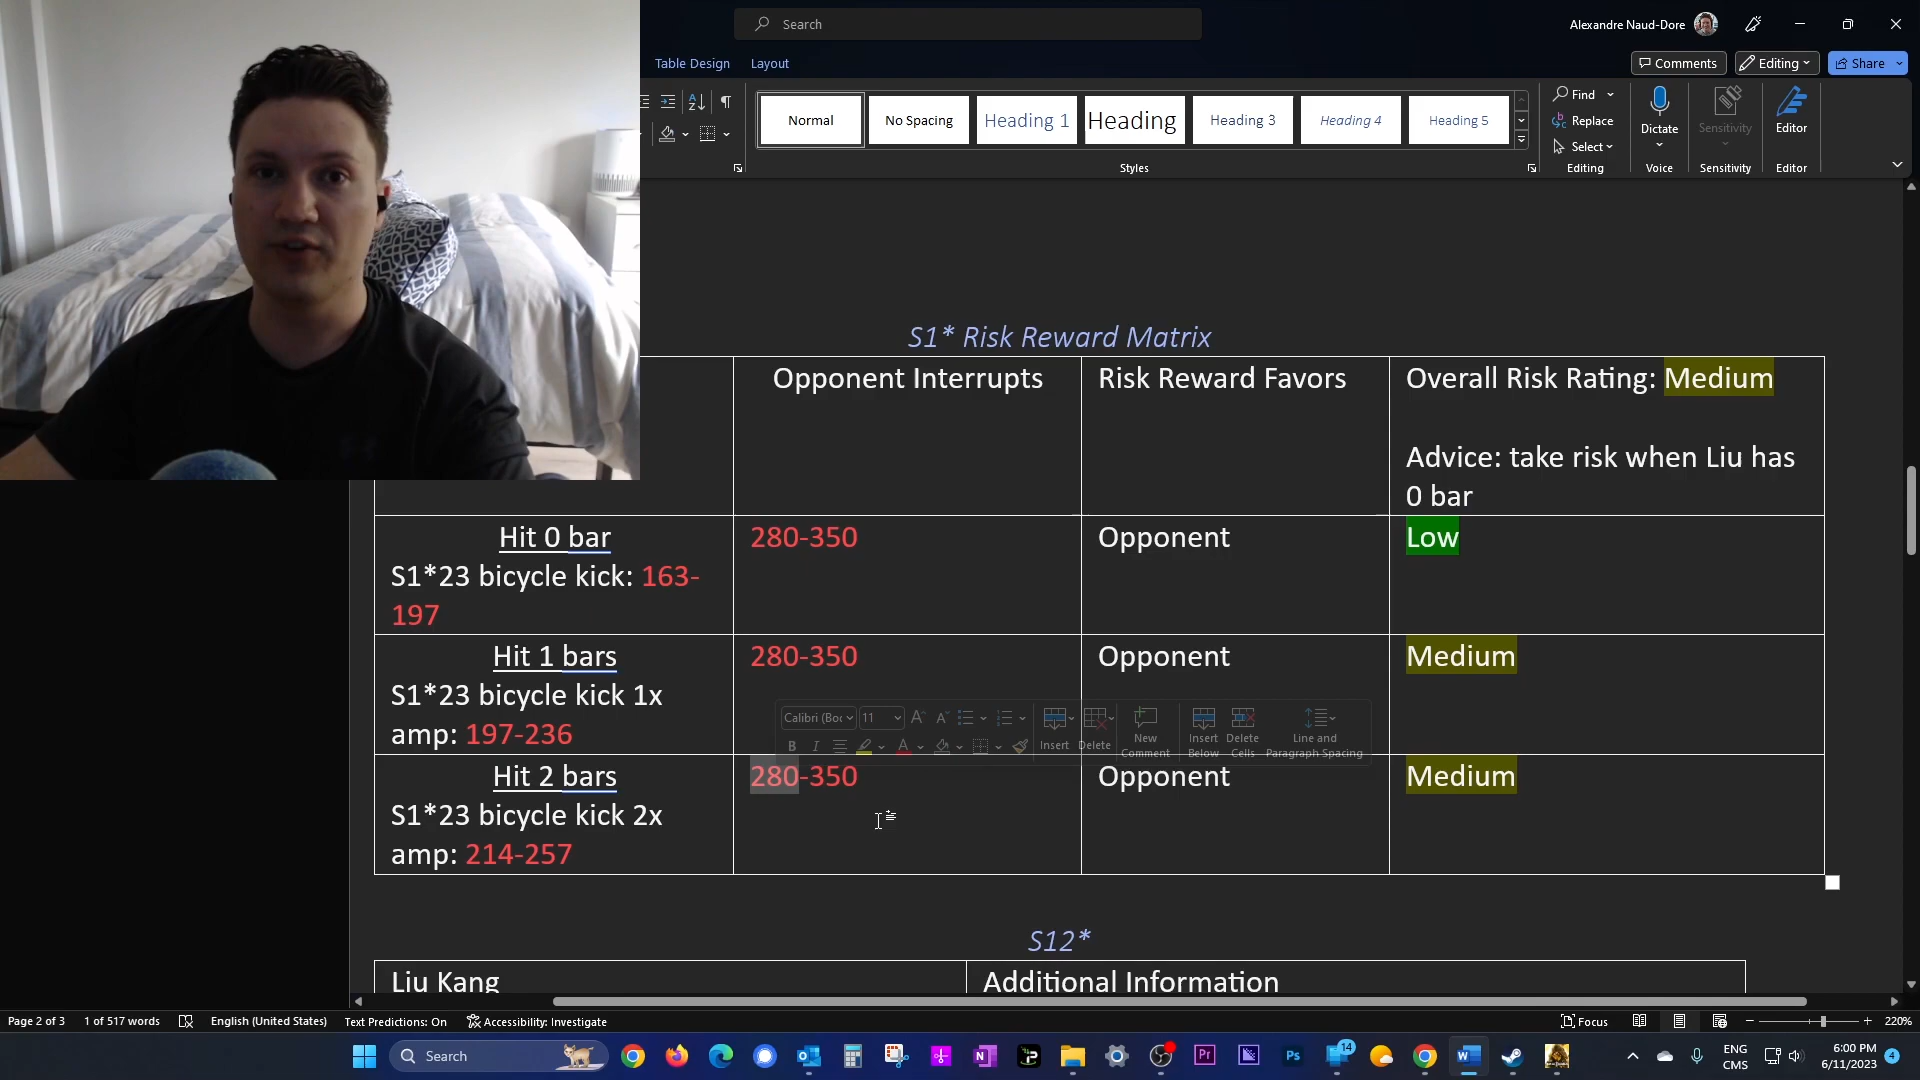 Search
Alexandre Naud-Dore
Table Design Layout
Comments Editing Share
Normal No Spacing Heading 1 Heading Heading 3 Heading 4 Heading 5
Find
Replace
Select
Dictate Sensitivity Editor
Styles Editing Voice Sensitivity Editor
S1* Risk Reward Matrix
Opponent Interrupts Risk Reward Favors Overall Risk Rating: Medium
Advice: take risk when Liu has
0 bar
Hit 0 bar 280-350 Opponent Low
S1*23 bicycle kick: 163-
197
Hit 1 bars 280-350 Opponent Medium
S1*23 bicycle kick 1x
amp: 197-236
Calibri (Boc 11
New Insert Delete Line and
Insert Delete Comment Below Cells Paragraph Spacing
Hit 2 bars 280-350 Opponent Medium
S1*23 bicycle kick 2x
amp: 214-257
S12*
Liu Kang Additional Information
Page 2 of 3 1 of 517 words English (United States) Text Predictions: On Accessibility: Investigate Focus 220%
Search 14 ENG 6:00 PM
CMS 6/11/2023 4